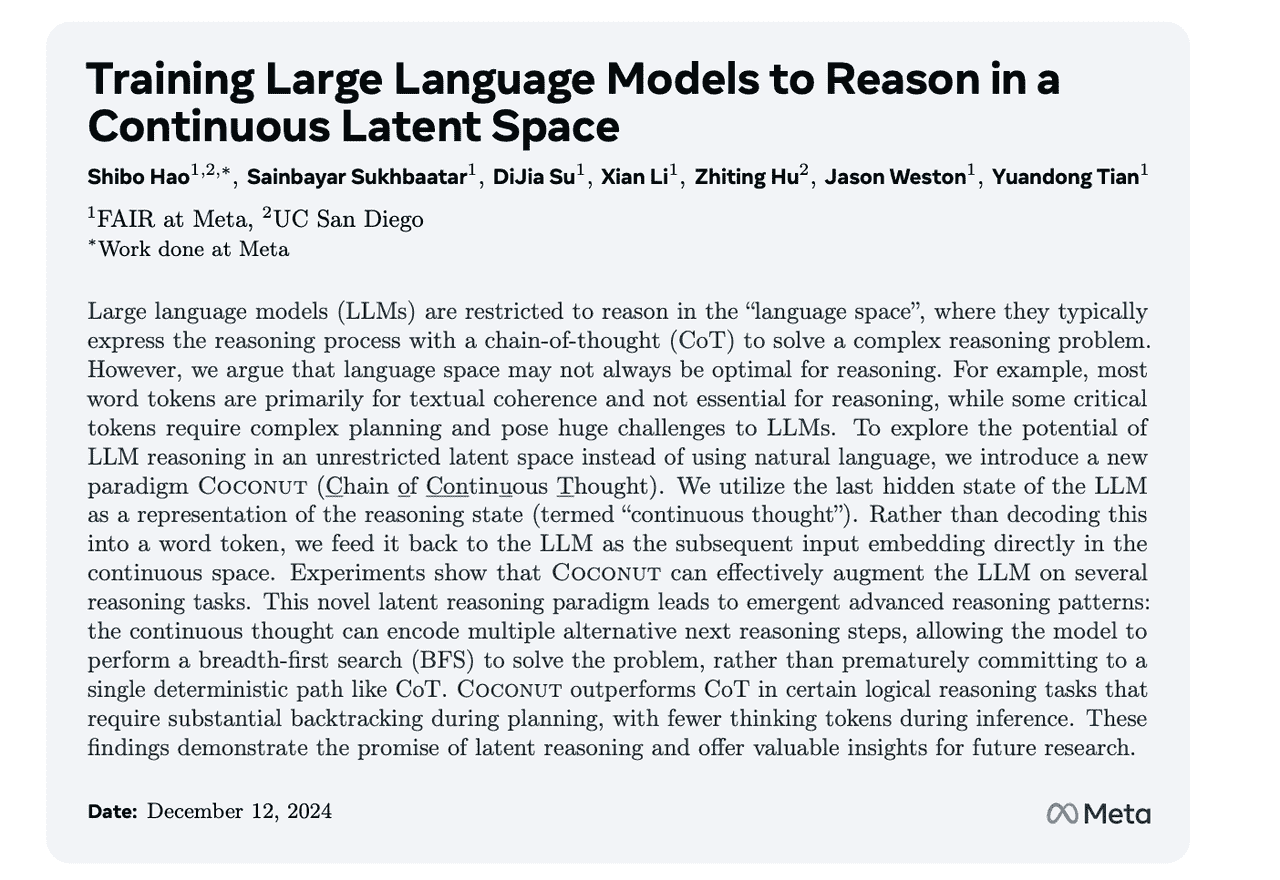 Training Large Language Models to Reason in a
Continuous Latent Space
Shibo Hao1,2,*, Sainbayar Sukhbaatar1, DiJia Su1, Xian Li1, Zhiting Hu2, Jason Weston1, Yuandong Tian1
1FAIR at Meta, 2UC San Diego
*Work done at Meta
Large language models (LLMs) are restricted to reason in the “language space”, where they typically
express the reasoning process with a chain-of-thought (CoT) to solve a complex reasoning problem.
However, we argue that language space may not always be optimal for reasoning. For example, most
word tokens are primarily for textual coherence and not essential for reasoning, while some critical
tokens require complex planning and pose huge challenges to LLMs. To explore the potential of
LLM reasoning in an unrestricted latent space instead of using natural language, we introduce a new
paradigm COCONUT (Chain of Continuous Thought). We utilize the last hidden state of the LLM
as a representation of the reasoning state (termed “continuous thought”). Rather than decoding this
into a word token, we feed it back to the LLM as the subsequent input embedding directly in the
continuous space. Experiments show that COCONUT can effectively augment the LLM on several
reasoning tasks. This novel latent reasoning paradigm leads to emergent advanced reasoning patterns:
the continuous thought can encode multiple alternative next reasoning steps, allowing the model to
perform a breadth-first search (BFS) to solve the problem, rather than prematurely committing to a
single deterministic path like CoT. COCONUT outperforms CoT in certain logical reasoning tasks that
require substantial backtracking during planning, with fewer thinking tokens during inference. These
findings demonstrate the promise of latent reasoning and offer valuable insights for future research.
Date: December 12, 2024
Meta